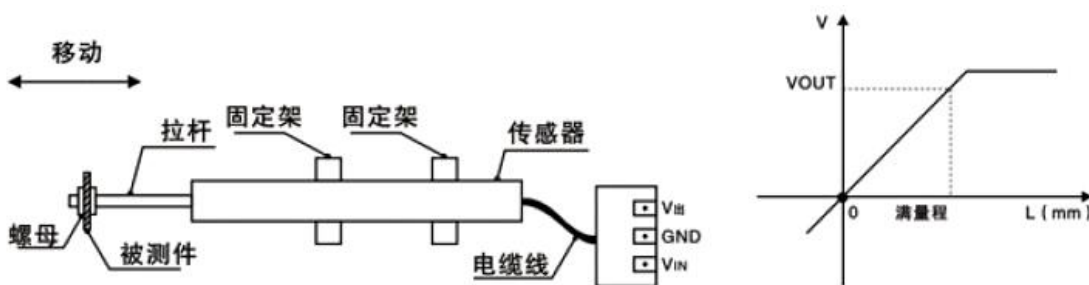 移动
固定架
固定架
拉杆
传感器
螺母
被测件
电缆线
V出
GND
VIN
V
VOUT
0
满量程
L(mm)